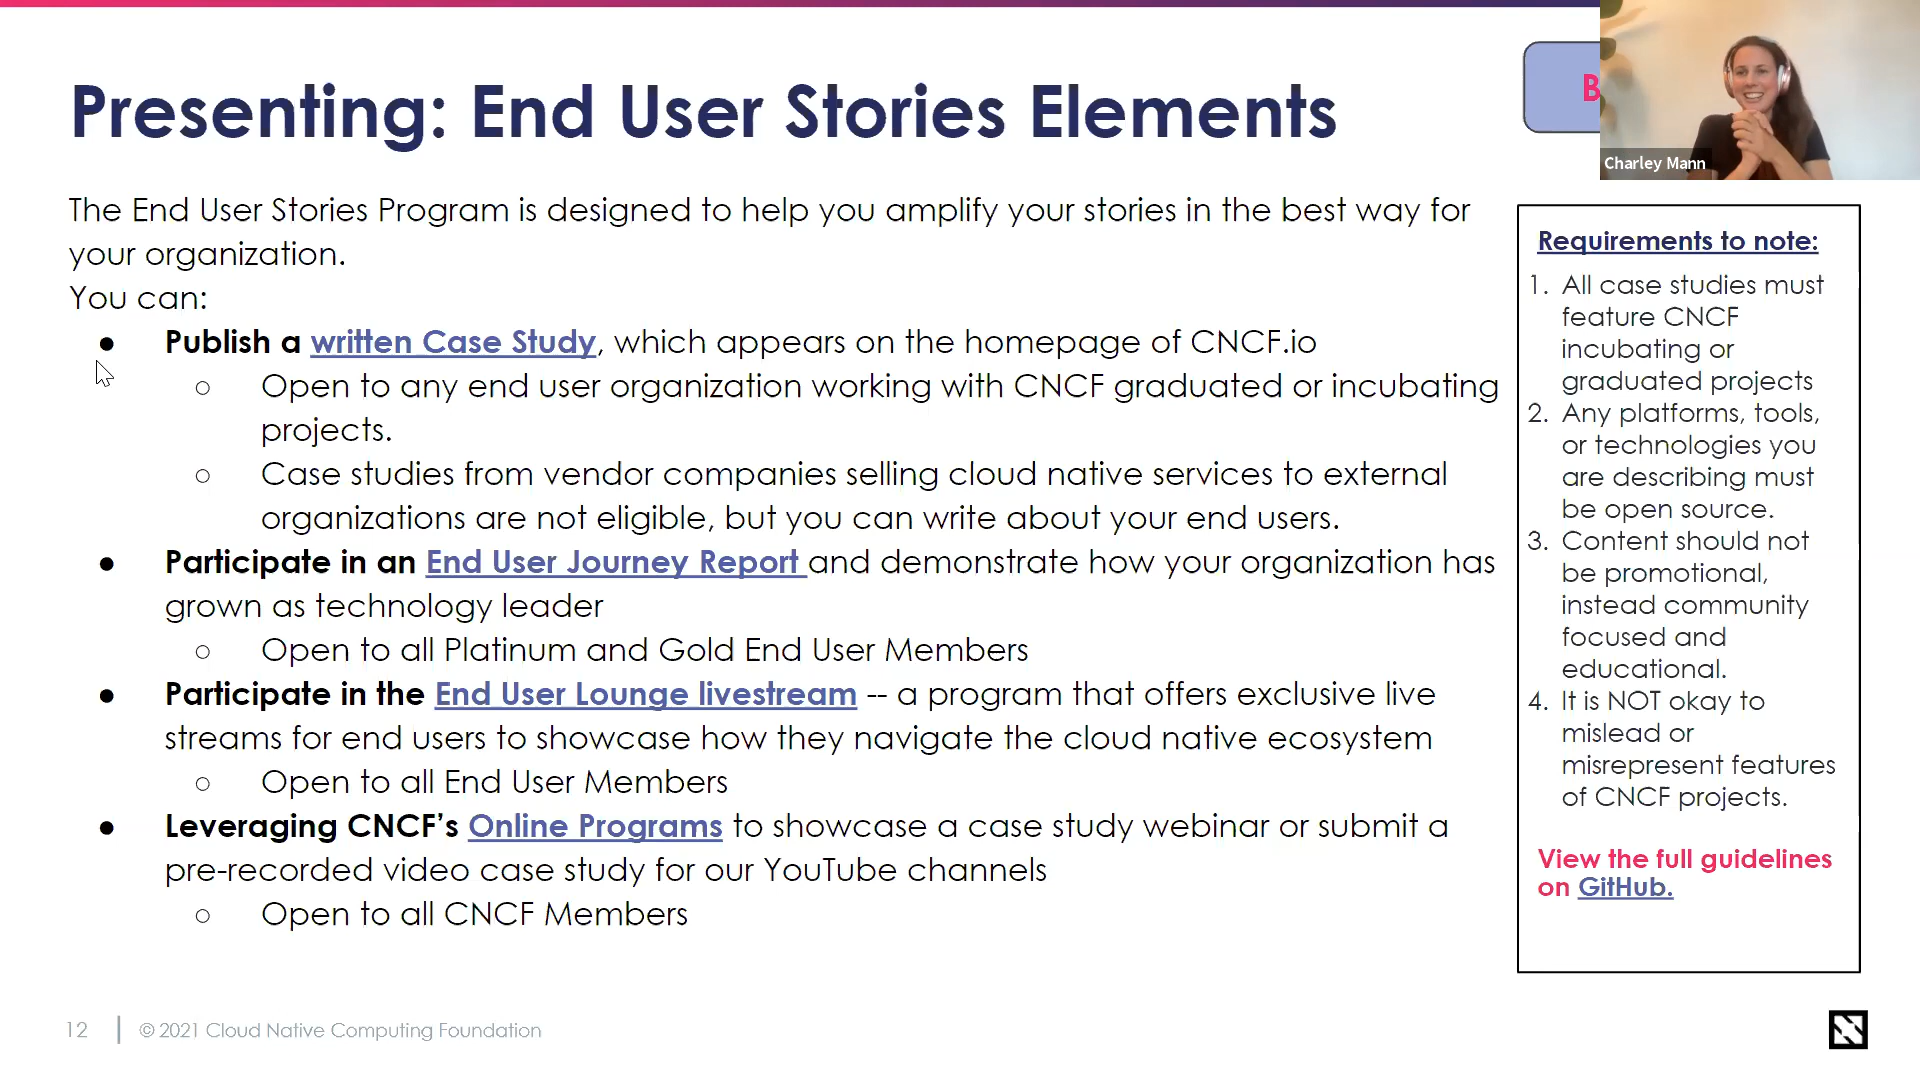 Presenting: End User Stories Elements
B
Charley Mann
The End User Stories Program is designed to help you amplify your stories in the best way for
your organization.
You can:
● Publish a written Case Study, which appears on the homepage of CNCF.io
○ Open to any end user organization working with CNCF graduated or incubating
projects.
○ Case studies from vendor companies selling cloud native services to external
organizations are not eligible, but you can write about your end users.
● Participate in an End User Journey Report and demonstrate how your organization has
grown as technology leader
○ Open to all Platinum and Gold End User Members
● Participate in the End User Lounge livestream -- a program that offers exclusive live
streams for end users to showcase how they navigate the cloud native ecosystem
○ Open to all End User Members
● Leveraging CNCF’s Online Programs to showcase a case study webinar or submit a
pre-recorded video case study for our YouTube channels
○ Open to all CNCF Members
Requirements to note:
1. All case studies must
feature CNCF
incubating or
graduated projects
2. Any platforms, tools,
or technologies you
are describing must
be open source.
3. Content should not
be promotional,
instead community
focused and
educational.
4. It is NOT okay to
mislead or
misrepresent features
of CNCF projects.
View the full guidelines
on GitHub.
12 | © 2021 Cloud Native Computing Foundation